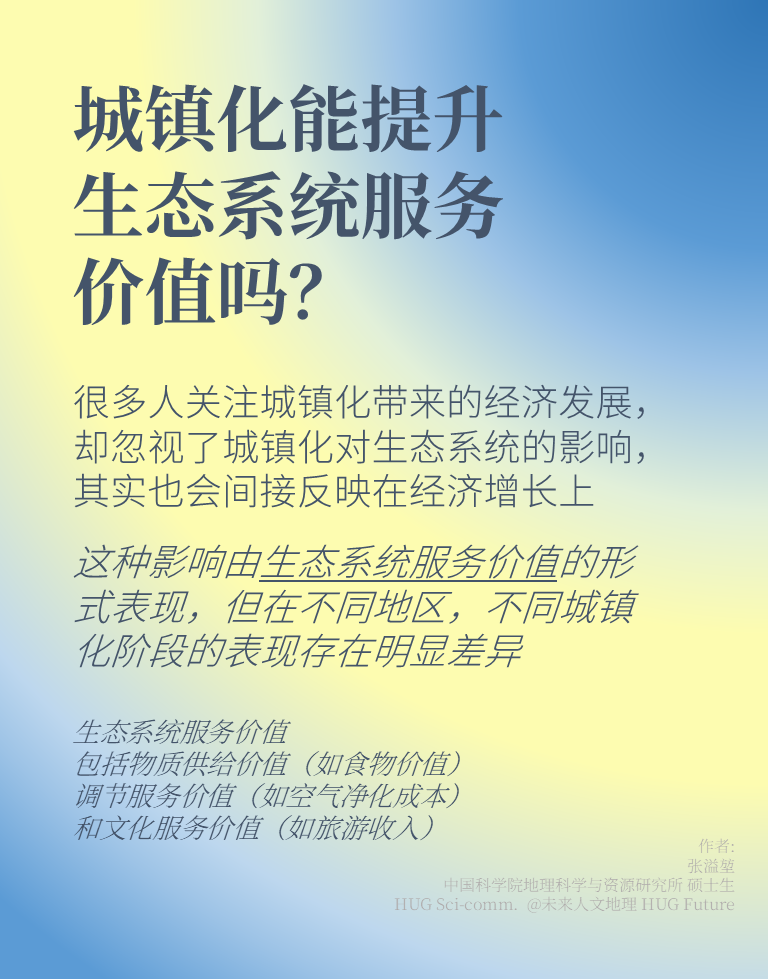 城镇化能提升
生态系统服务
价值吗？
很多人关注城镇化带来的经济发展，
却忽视了城镇化对生态系统的影响，
其实也会间接反映在经济增长上
这种影响由生态系统服务价值的形
式表现，但在不同地区，不同城镇
化阶段的表现存在明显差异
生态系统服务价值
包括物质供给价值（如食物价值）
调节服务价值（如空气净化成本）
和文化服务价值（如旅游收入）
作者:
张溢堃
中国科学院地理科学与资源研究所 硕士生
HUG Sci-comm. @未来人文地理 HUG Future